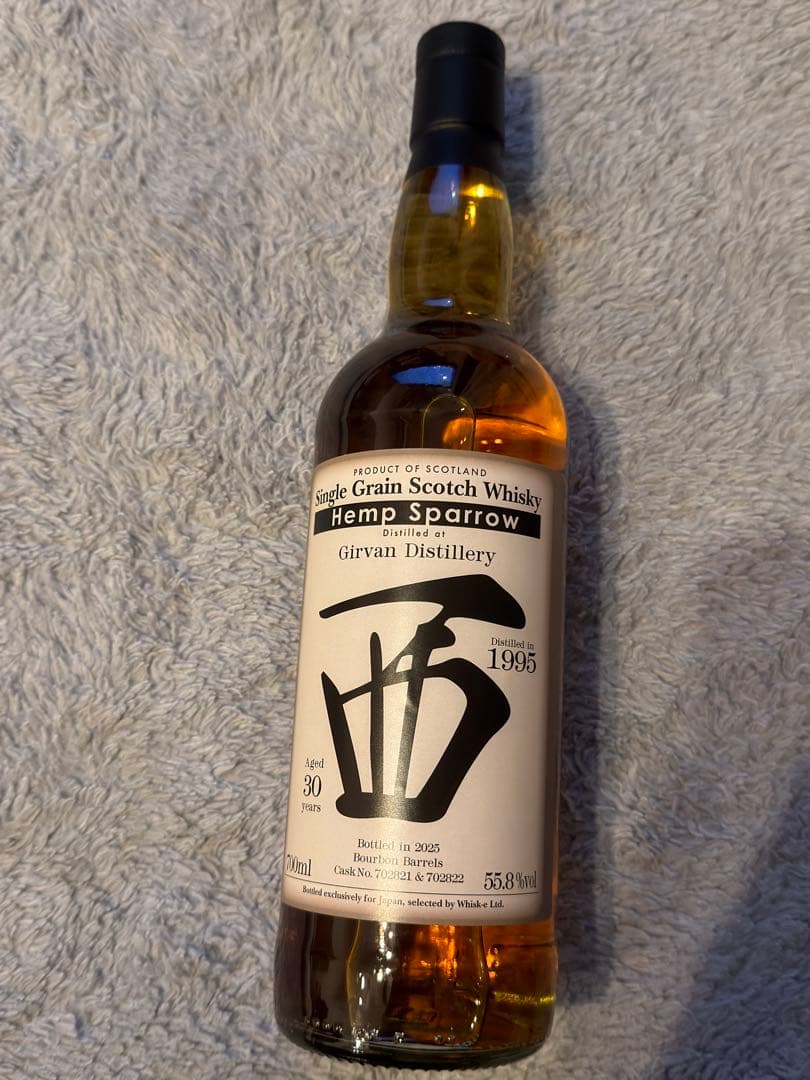 PRODUCT OF SCOTLAND
Single Grain Scotch Whisky
Hemp Sparrow
Distilled at
Girvan Distillery
西
Distilled in
1995
Aged
30
years
Bottled in 2025
Bourbon Barrels
Cask No. 702821 & 702822
700ml
55.8%vol
Bottled exclusively for Japan, selected by Whisk-e Ltd.